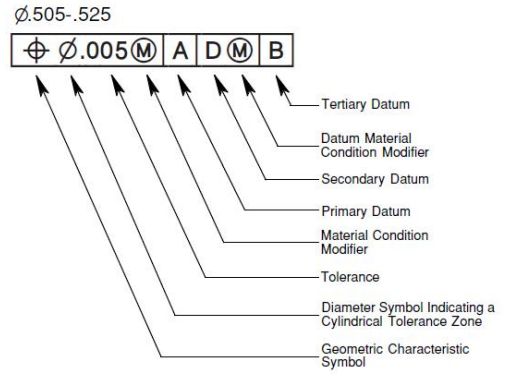 Ø.505-.525
⌖ Ø.005Ⓜ A DⓂ B
Tertiary Datum
Datum Material
Condition Modifier
Secondary Datum
Primary Datum
Material Condition
Modifier
Tolerance
Diameter Symbol Indicating a
Cylindrical Tolerance Zone
Geometric Characteristic
Symbol